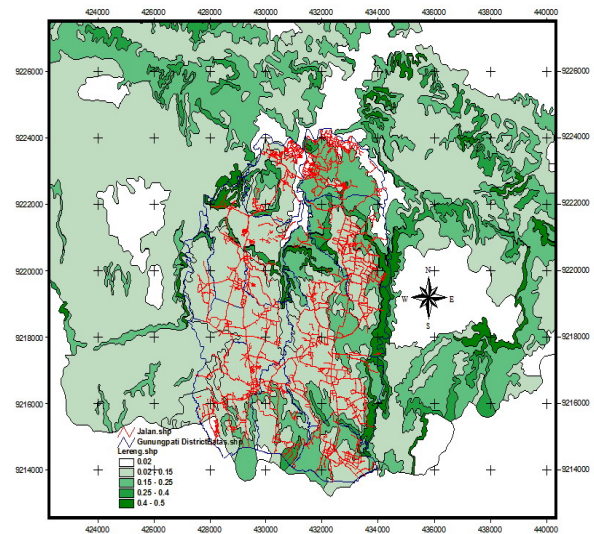 424000 426000 428000 430000 432000 434000 436000 438000 440000
9226000 9226000
9224000 9224000
9222000 9222000
9220000 9220000
N
W E
S
9218000 9218000
9216000 9216000
Jalan.shp
Gunungpati District Batas.shp
Lereng.shp
9214000 9214000
0.02
0.02 - 0.15
0.15 - 0.25
0.25 - 0.4
0.4 - 0.5
424000 426000 428000 430000 432000 434000 436000 438000 440000